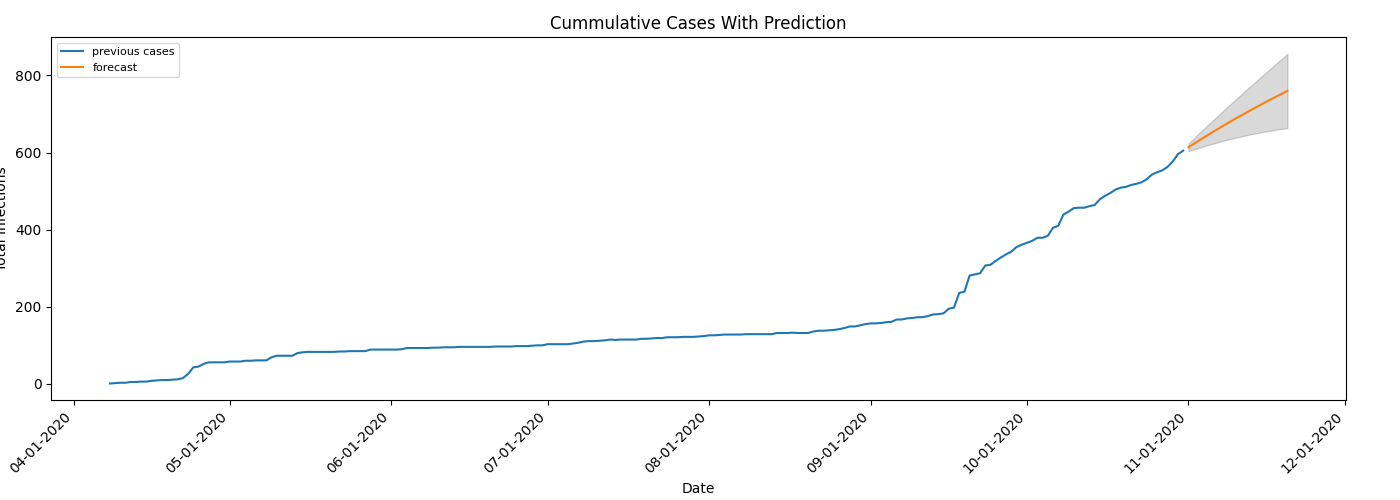 Cummulative Cases With Prediction
previous cases
forecast
800
600
400
200
0
Total Infections
04-01-2020
05-01-2020
06-01-2020
07-01-2020
08-01-2020
09-01-2020
10-01-2020
11-01-2020
12-01-2020
Date